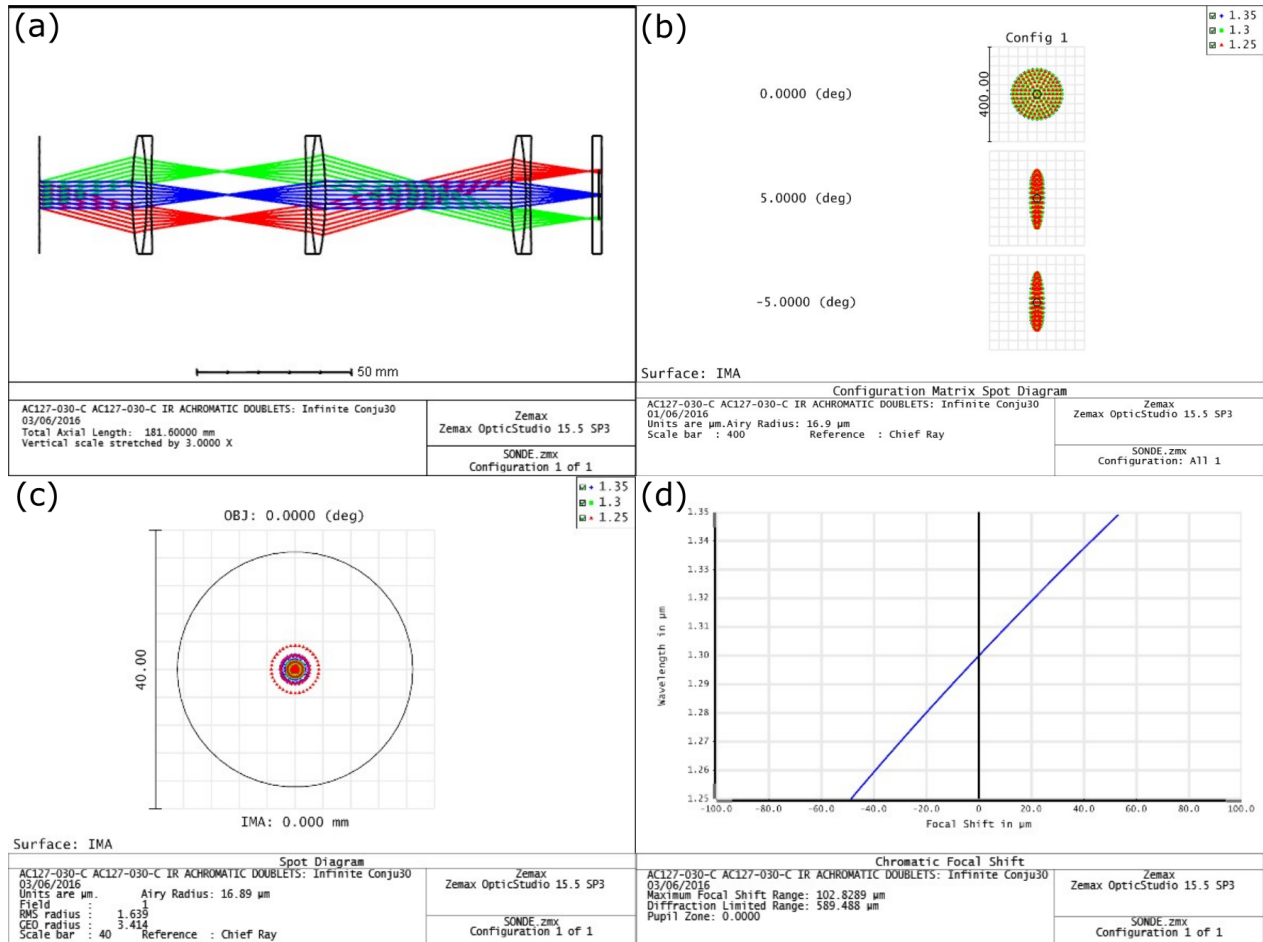 (a)
50 mm
AC127-030-C AC127-030-C IR ACHROMATIC DOUBLETS: Infinite Conju30
03/06/2016
Total Axial Length: 181.60000 mm
Vertical scale stretched by 3.0000 X
Zemax
Zemax OpticStudio 15.5 SP3
SONDE.zmx
Configuration 1 of 1
(b)
1.35
1.3
1.25
Config 1
400.00
0.0000 (deg)
5.0000 (deg)
-5.0000 (deg)
Surface: IMA
Configuration Matrix Spot Diagram
AC127-030-C AC127-030-C IR ACHROMATIC DOUBLETS: Infinite Conju30
01/06/2016
Units are µm.Airy Radius: 16.9 µm
Scale bar : 400 Reference : Chief Ray
Zemax
Zemax OpticStudio 15.5 SP3
SONDE.zmx
Configuration: All 1
(c)
1.35
1.3
1.25
OBJ: 0.0000 (deg)
40.00
IMA: 0.000 mm
Surface: IMA
Spot Diagram
AC127-030-C AC127-030-C IR ACHROMATIC DOUBLETS: Infinite Conju30
03/06/2016
Units are µm. Airy Radius: 16.89 µm
Field : 1
RMS radius : 1.639
GEO radius : 3.414
Scale bar : 40 Reference : Chief Ray
Zemax
Zemax OpticStudio 15.5 SP3
SONDE.zmx
Configuration 1 of 1
(d)
1.35
1.34
1.33
1.32
1.31
1.30
1.29
1.28
1.27
1.26
1.25
Wavelength in µm
-100.0 -80.0 -60.0 -40.0 -20.0 0 20.0 40.0 60.0 80.0 100.0
Focal Shift in µm
Chromatic Focal Shift
AC127-030-C AC127-030-C IR ACHROMATIC DOUBLETS: Infinite Conju30
03/06/2016
Maximum Focal Shift Range: 102.8289 µm
Diffraction Limited Range: 589.488 µm
Pupil Zone: 0.0000
Zemax
Zemax OpticStudio 15.5 SP3
SONDE.zmx
Configuration 1 of 1